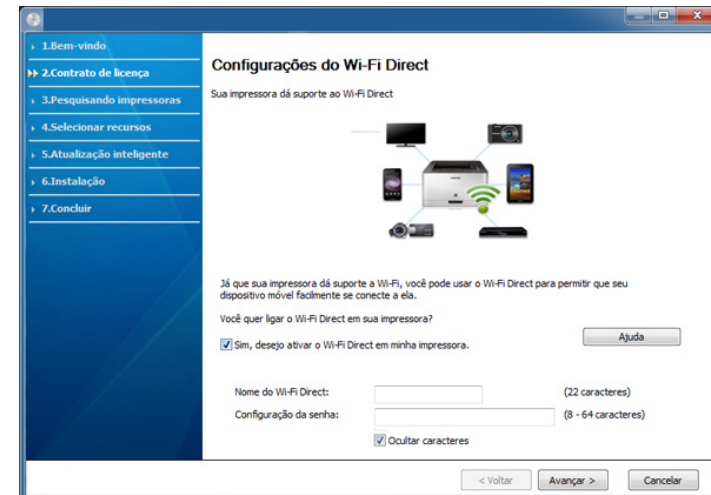 1.Bem-vindo
2.Contrato de licença
3.Pesquisando impressoras
4.Selecionar recursos
5.Atualização inteligente
6.Instalação
7.Concluir
Configurações do Wi-Fi Direct
Sua impressora dá suporte ao Wi-Fi Direct
Já que sua impressora dá suporte a Wi-Fi, você pode usar o Wi-Fi Direct para permitir que seu
dispositivo móvel facilmente se conecte a ela.
Você quer ligar o Wi-Fi Direct em sua impressora?
Sim, desejo ativar o Wi-Fi Direct em minha impressora.
Ajuda
Nome do Wi-Fi Direct: (22 caracteres)
Configuração da senha: (8 - 64 caracteres)
Ocultar caracteres
< Voltar Avançar > Cancelar